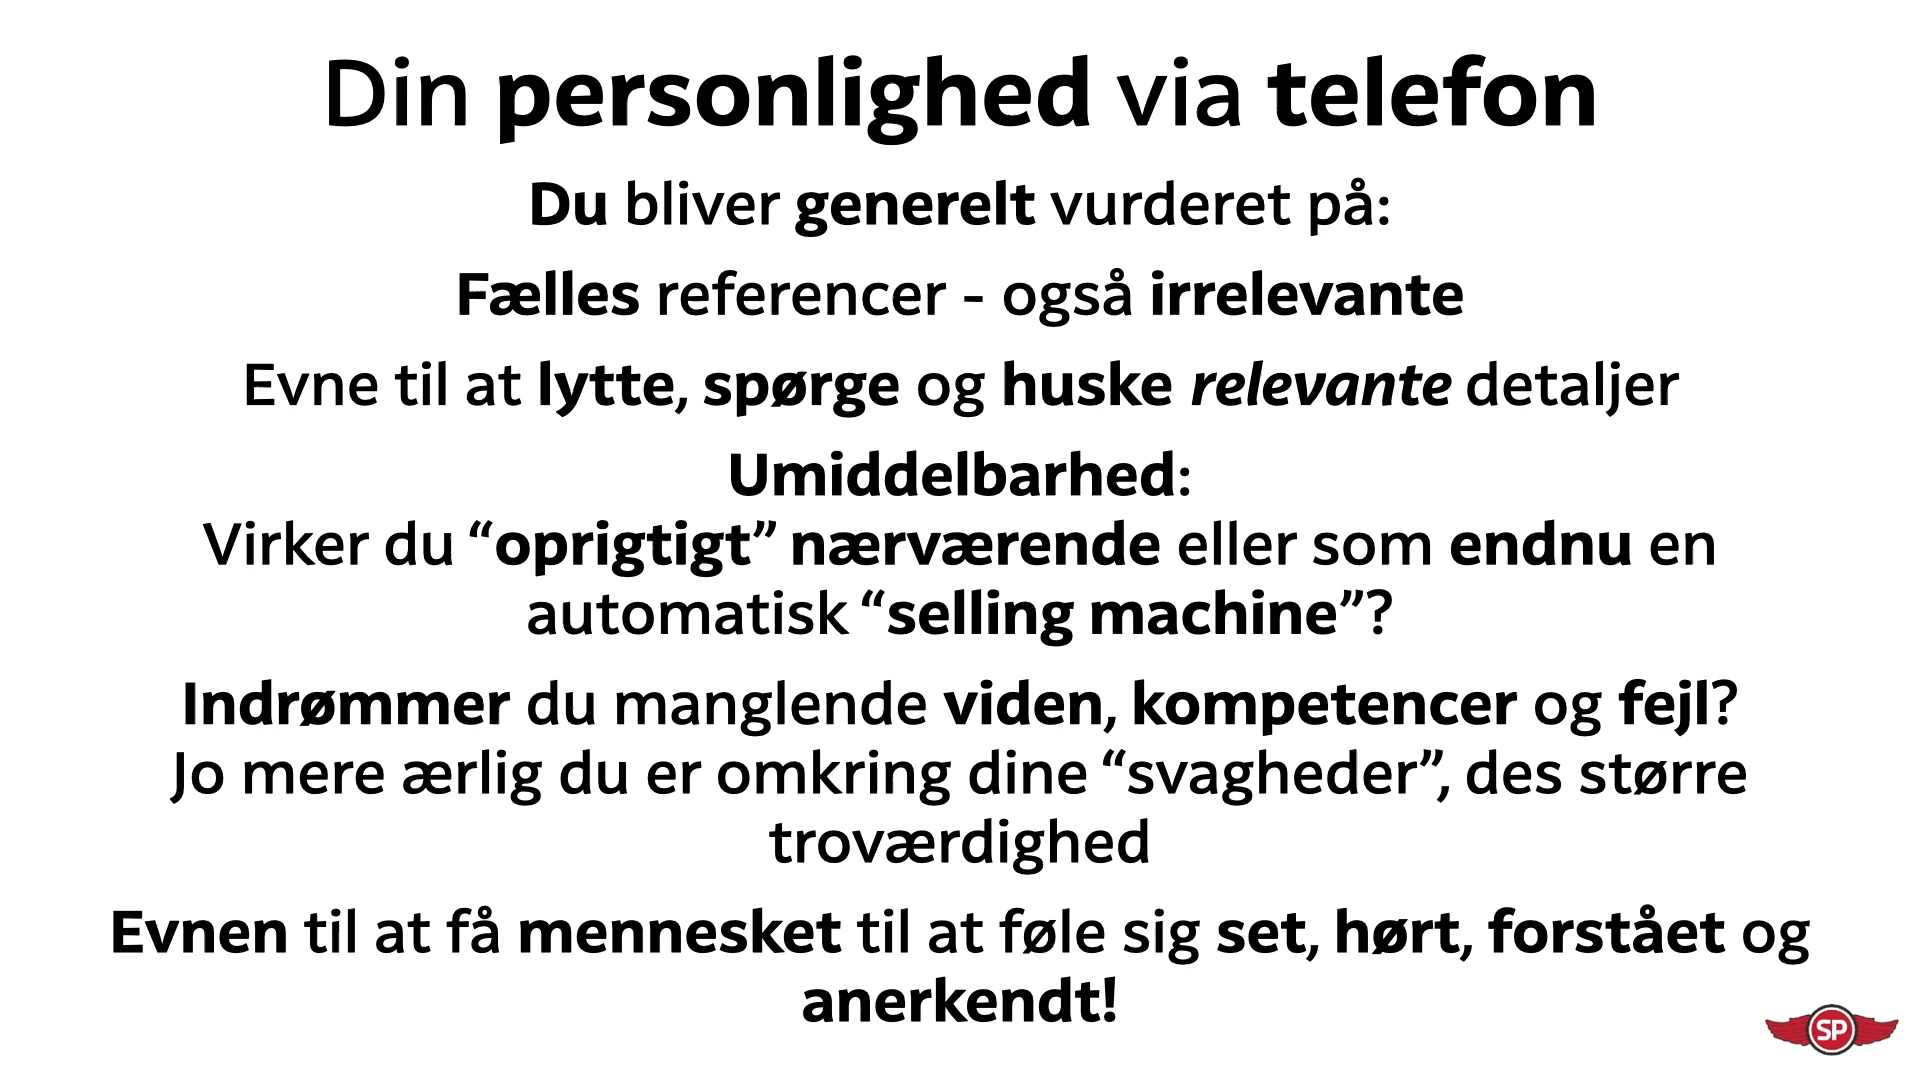 Din personlighed via telefon
Du bliver generelt vurderet på:
Fælles referencer - også irrelevante
Evne til at lytte, spørge og huske relevante detaljer
Umiddelbarhed:
Virker du “oprigtigt” nærværende eller som endnu en
automatisk “selling machine”?
Indrømmer du manglende viden, kompetencer og fejl?
Jo mere ærlig du er omkring dine “svagheder”, des større
troværdighed
Evnen til at få mennesket til at føle sig set, hørt, forstået og
anerkendt!
SP